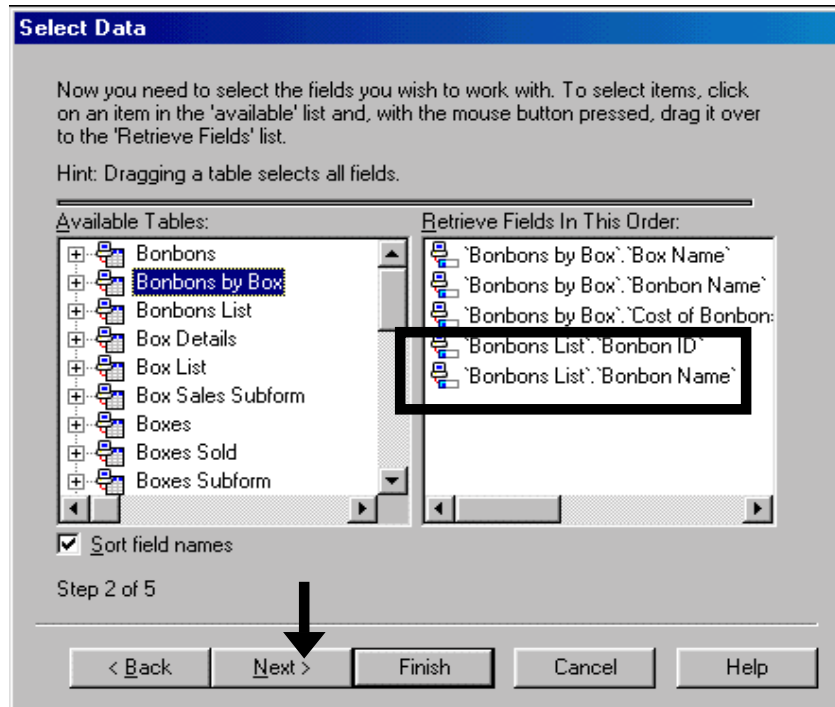 Select Data
Now you need to select the fields you wish to work with. To select items, click
on an item in the 'available' list and, with the mouse button pressed, drag it over
to the 'Retrieve Fields' list.
Hint: Dragging a table selects all fields.
Available Tables:
Bonbons
Bonbons by Box
Bonbons List
Box Details
Box List
Box Sales Subform
Boxes
Boxes Sold
Boxes Subform
Retrieve Fields In This Order:
`Bonbons by Box`.`Box Name`
`Bonbons by Box`.`Bonbon Name`
`Bonbons by Box`.`Cost of Bonbon
`Bonbons List`.`Bonbon ID`
`Bonbons List`.`Bonbon Name`
Sort field names
Step 2 of 5
< Back
Next >
Finish
Cancel
Help